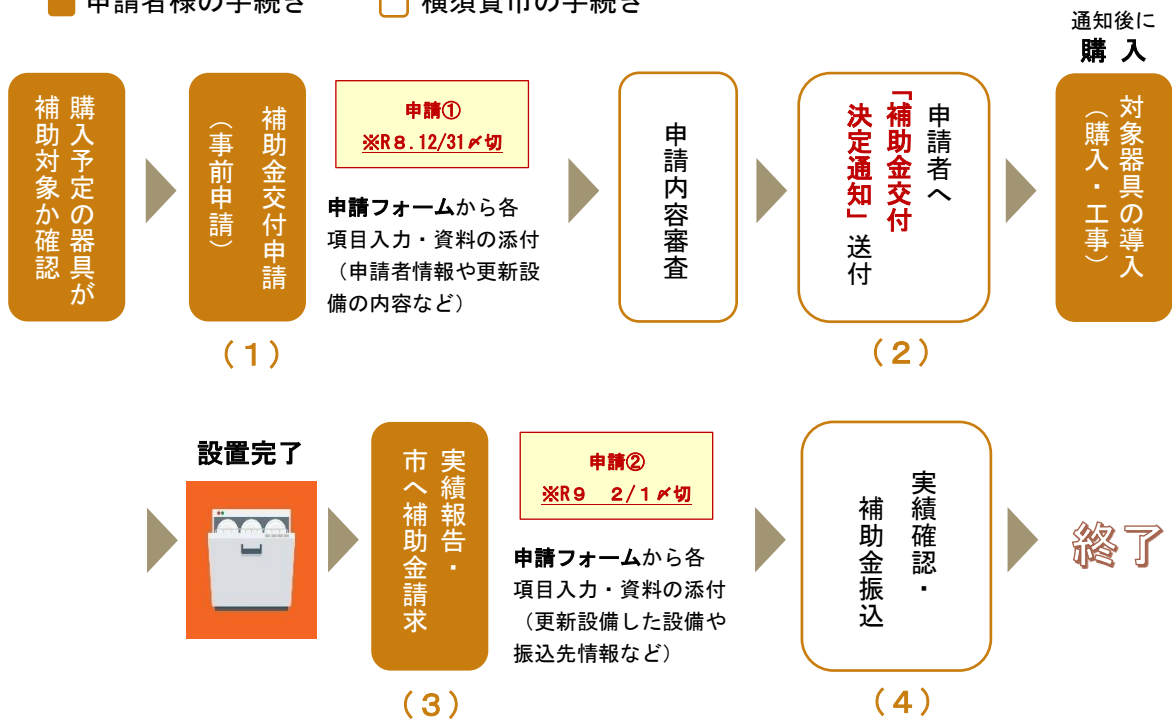 申請者様の手続き
横須賀市の手続き
通知後に
購 入
購入予定の器具が
補助対象か確認
補助金交付申請
（事前申請）
申請①
※R８.12/31〆切
申請フォームから各
項目入力・資料の添付
（申請者情報や更新設
備の内容など）
申請内容審査
申請者へ
「補助金交付
決定通知」送付
対象器具の導入
（購入・工事）
（１）
（２）
設置完了
実績報告・
市へ補助金請求
申請②
※R９　２/１〆切
申請フォームから各
項目入力・資料の添付
（更新設備した設備や
振込先情報など）
実績確認・
補助金振込
終了
（３）
（４）